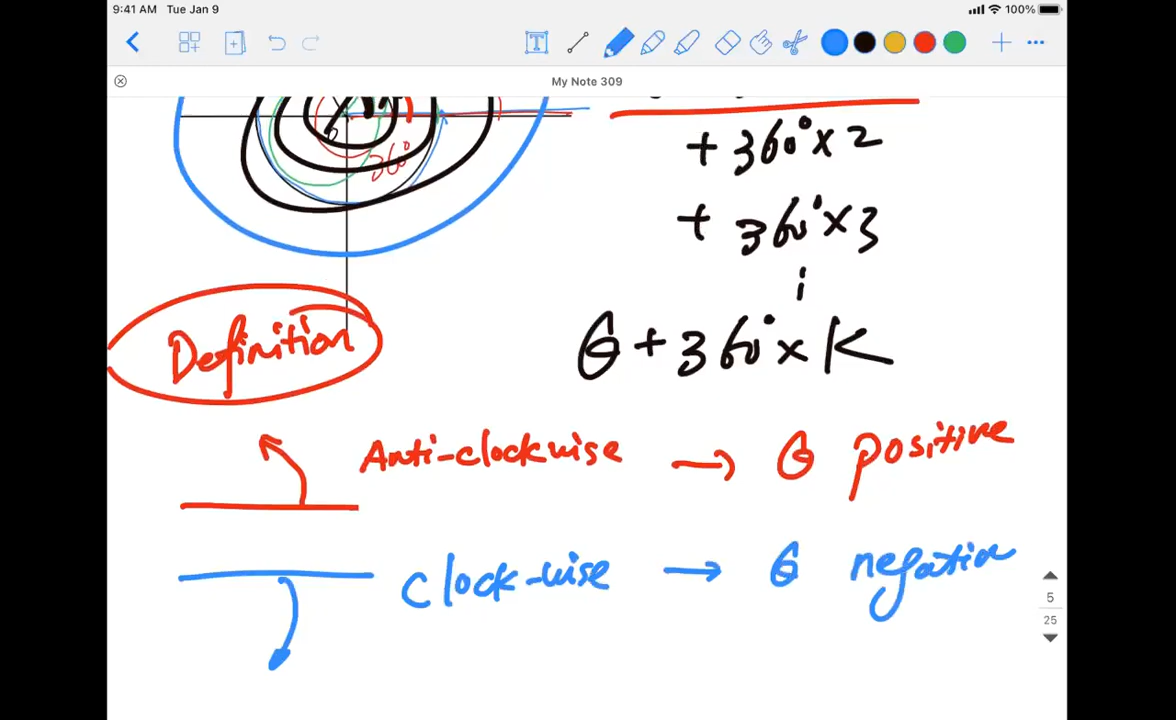 9:41 AM Tue Jan 9
100%
My Note 309
360°
+ 360° x 2
+ 360° x 3
θ + 360° x K
Definition
Anti-clockwise → θ positive
Clock-wise → θ negative
5
25